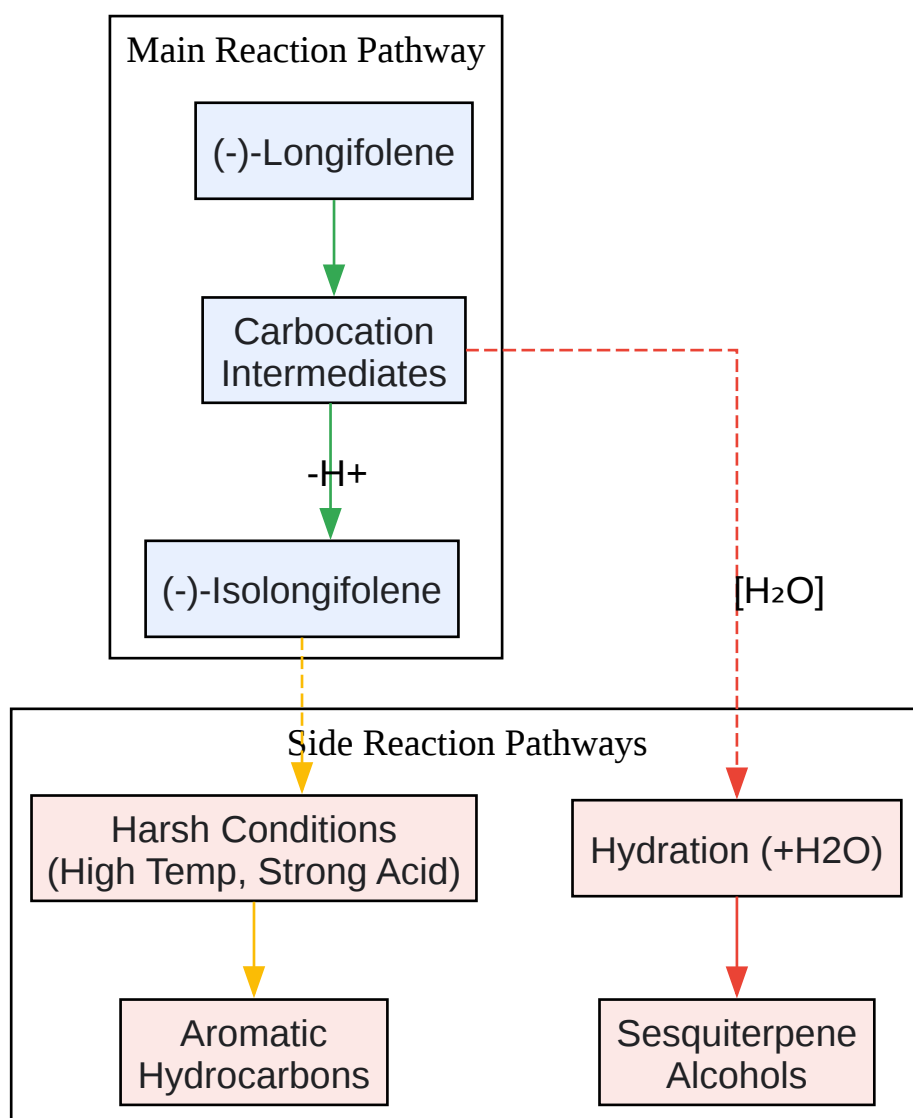 Main Reaction Pathway
(-)-Longifolene
Carbocation
Intermediates
-H+
(-)-Isolongifolene
[H₂O]
Side Reaction Pathways
Harsh Conditions
(High Temp, Strong Acid)
Hydration (+H2O)
Aromatic
Hydrocarbons
Sesquiterpene
Alcohols